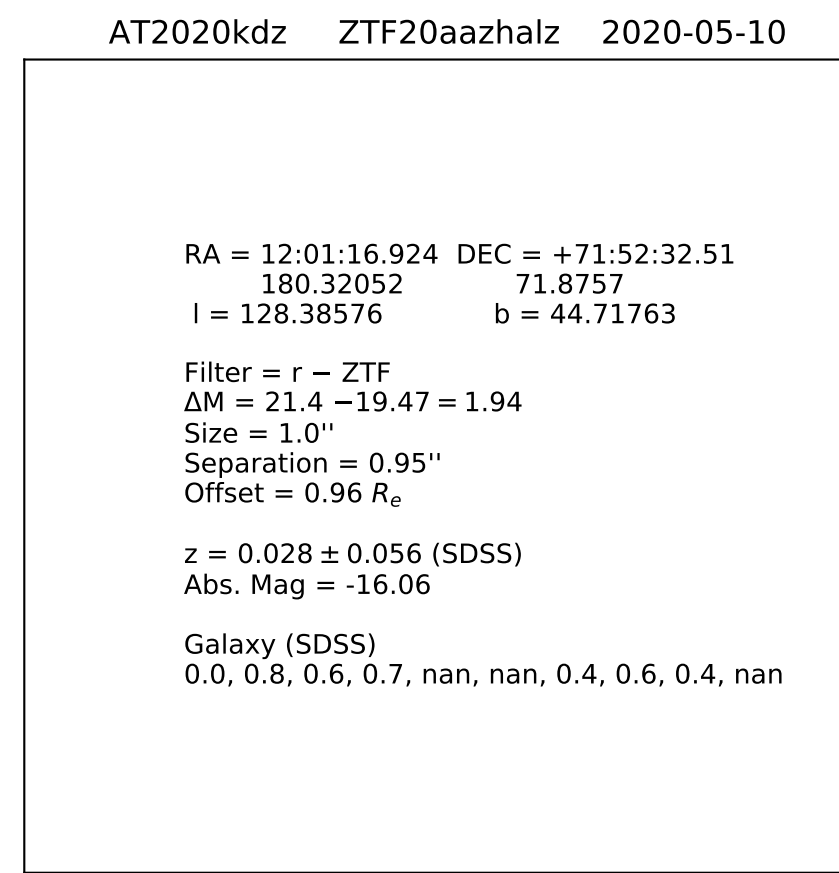 AT2020kdz ZTF20aazhalz 2020-05-10
RA = 12:01:16.924 DEC = +71:52:32.51
180.32052 71.8757
l = 128.38576 b = 44.71763
Filter = r − ZTF
ΔM = 21.4 −19.47 = 1.94
Size = 1.0''
Separation = 0.95''
Offset = 0.96 Rₑ
z = 0.028 ± 0.056 (SDSS)
Abs. Mag = -16.06
Galaxy (SDSS)
0.0, 0.8, 0.6, 0.7, nan, nan, 0.4, 0.6, 0.4, nan